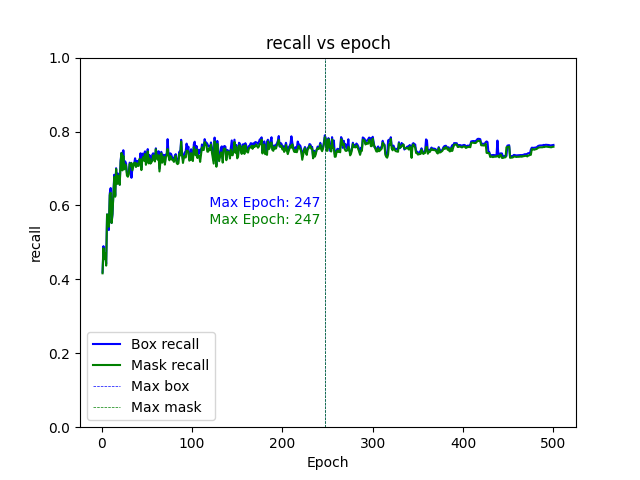 recall vs epoch
1.0
0.8
0.6
0.4
0.2
0.0
recall
Max Epoch: 247
Max Epoch: 247
Box recall
Mask recall
Max box
Max mask
0 100 200 300 400 500
Epoch